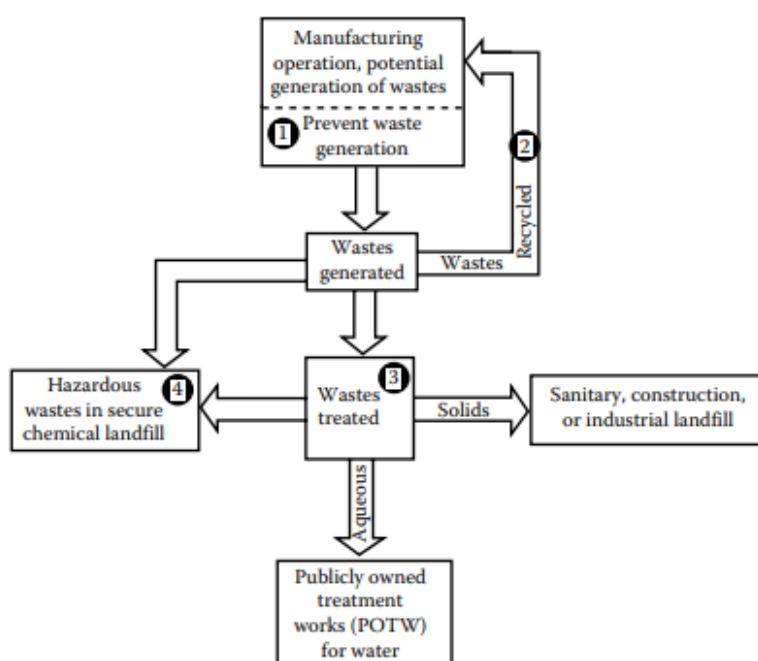 Manufacturing
operation, potential
generation of wastes
1
Prevent waste
generation
2
Recycled
Wastes
generated
Wastes
Hazardous
wastes in secure
chemical landfill
4
3
Wastes
treated
Solids
Sanitary, construction,
or industrial landfill
Aqueous
Publicly owned
treatment
works (POTW)
for water